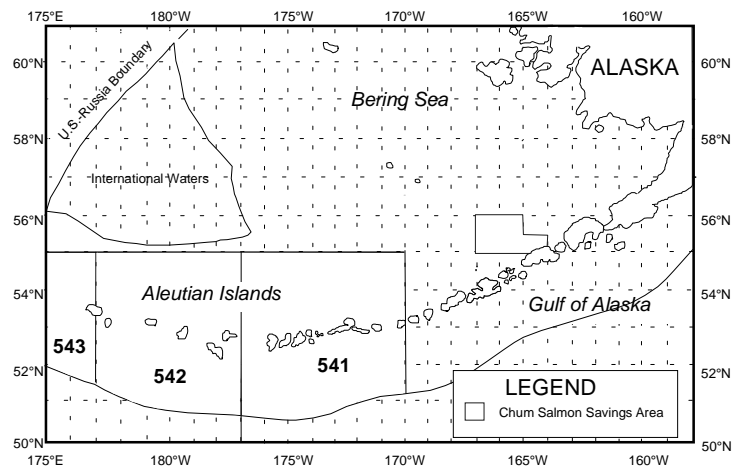 175°E 180°W 175°W 170°W 165°W 160°W
60°N 60°N
U.S.-Russia Boundary
ALASKA
Bering Sea
58°N 58°N
International Waters
56°N 56°N
Aleutian Islands
Gulf of Alaska
54°N 54°N
543
542
541
52°N 52°N
LEGEND
Chum Salmon Savings Area
50°N 50°N
175°E 180°W 175°W 170°W 165°W 160°W